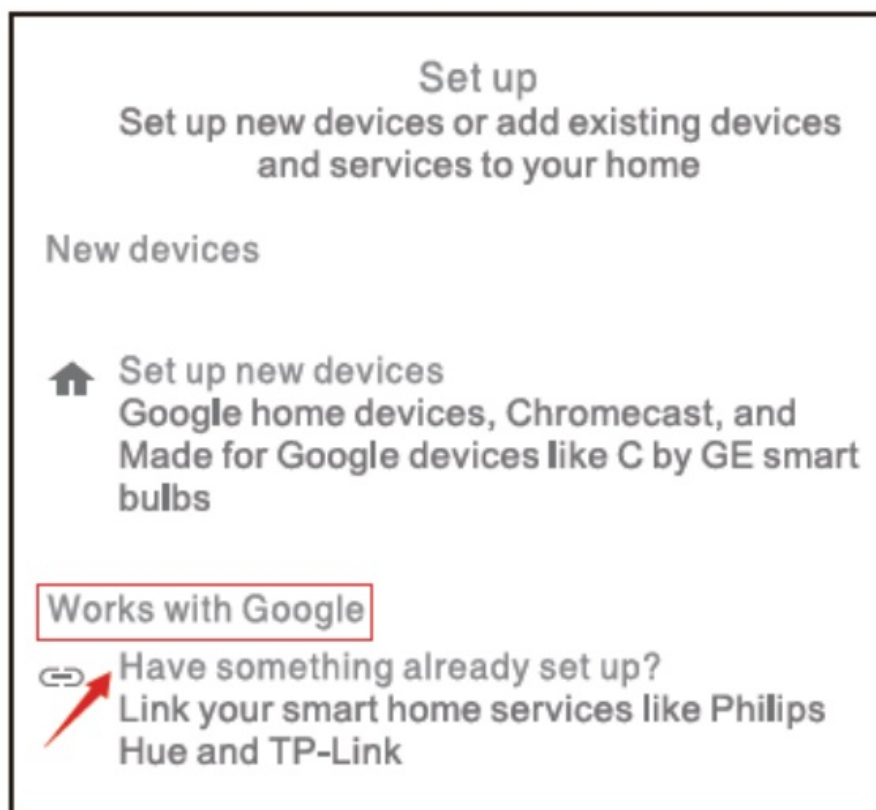 Set up
Set up new devices or add existing devices
and services to your home
New devices
Set up new devices
Google home devices, Chromecast, and
Made for Google devices like C by GE smart
bulbs
Works with Google
Have something already set up?
Link your smart home services like Philips
Hue and TP-Link